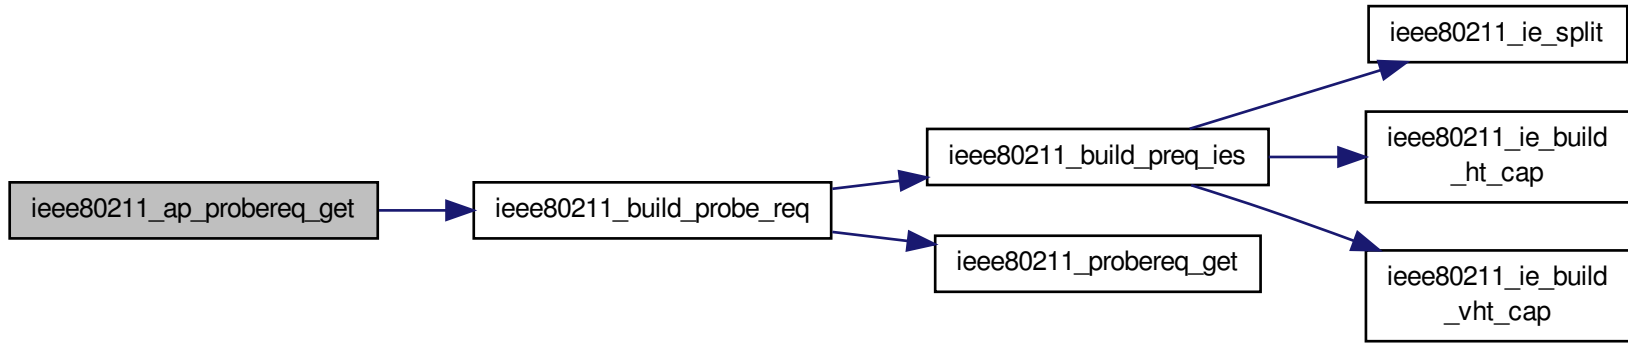 ieee80211_ap_probereq_get
ieee80211_build_probe_req
ieee80211_build_preq_ies
ieee80211_probereq_get
ieee80211_ie_split
ieee80211_ie_build
_ht_cap
ieee80211_ie_build
_vht_cap